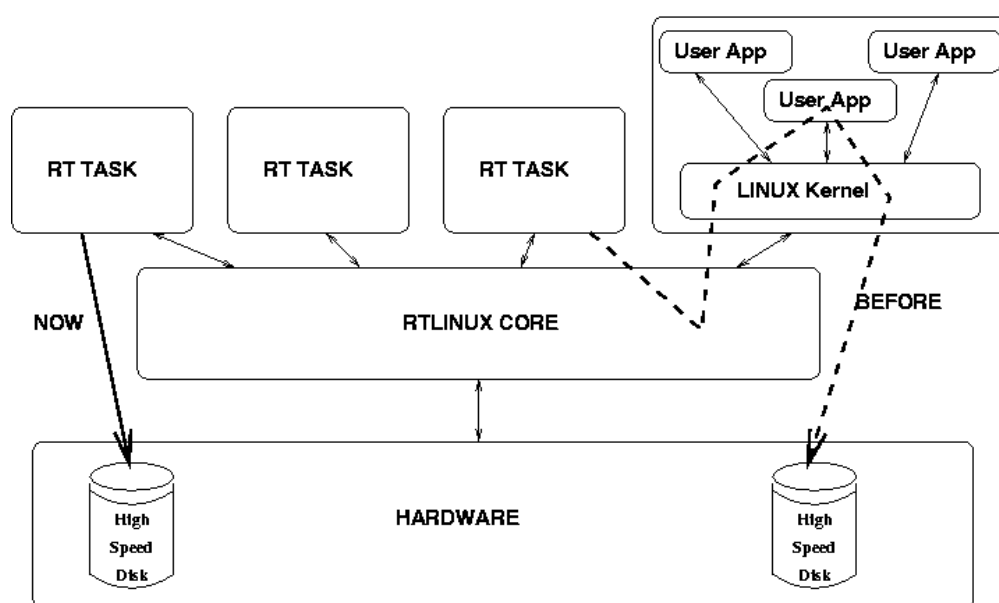 User App
User App
User App
RT TASK
RT TASK
RT TASK
LINUX Kernel
NOW
RTLINUX CORE
BEFORE
High
Speed
Disk
HARDWARE
High
Speed
Disk